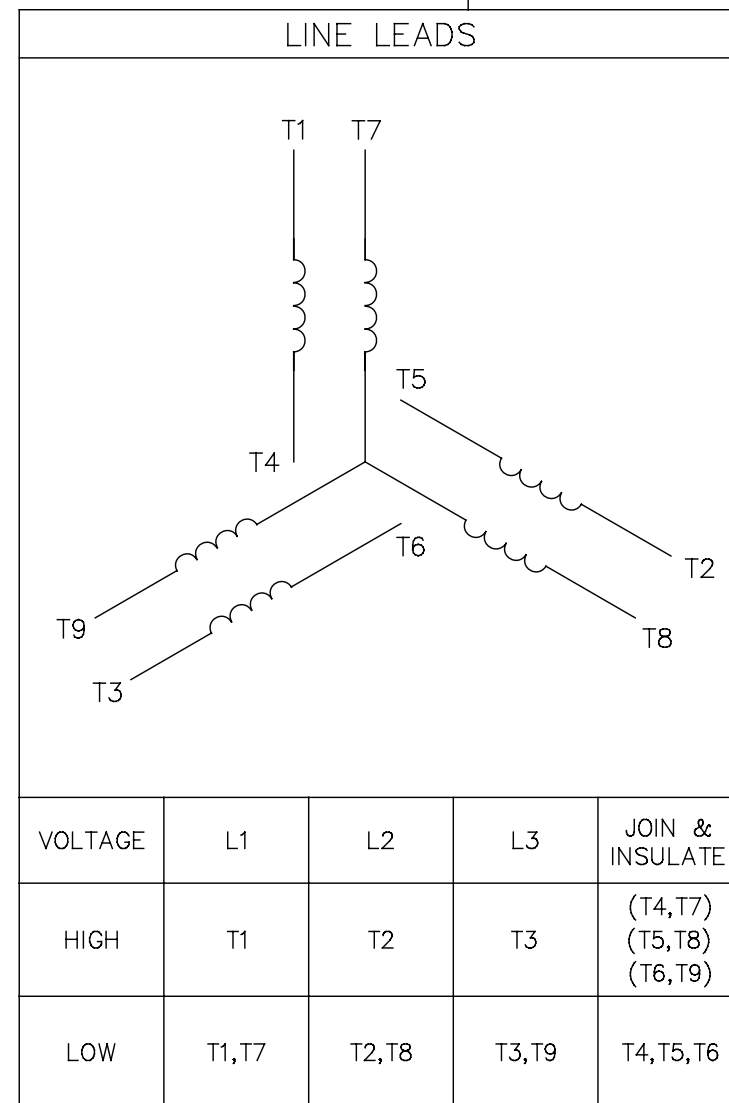 LINE LEADS
T1 T7
T5
T4
T6
T2
T9
T8
T3
VOLTAGE L1 L2 L3 JOIN &
INSULATE
HIGH T1 T2 T3 (T4,T7)
(T5,T8)
(T6,T9)
LOW T1,T7 T2,T8 T3,T9 T4,T5,T6